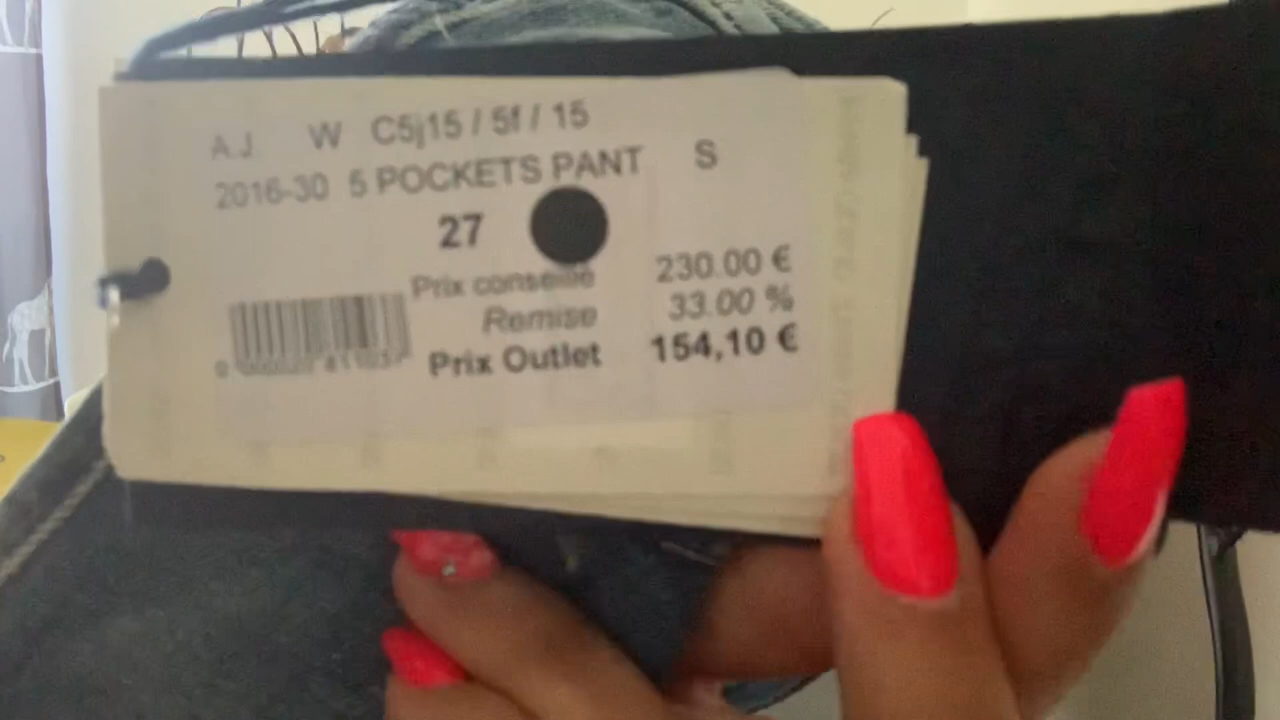 A.J. W C5j15 / 5f / 15
2016-30 5 POCKETS PANT S
27
Prix conseillé 230.00 €
Remise 33.00 %
Prix Outlet 154,10 €